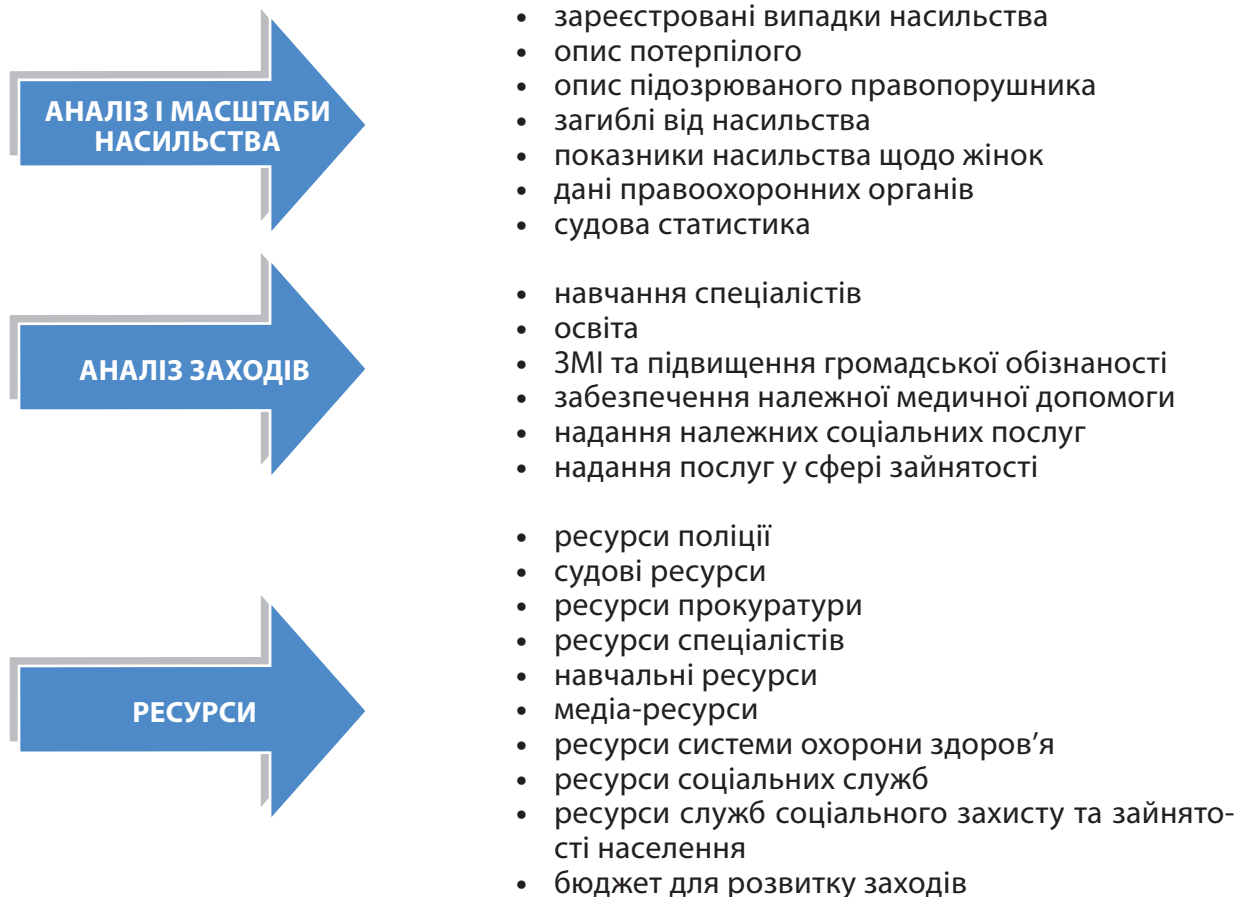 АНАЛІЗ І МАСШТАБИ
НАСИЛЬСТВА
• зареєстровані випадки насильства
• опис потерпілого
• опис підозрюваного правопорушника
• загиблі від насильства
• показники насильства щодо жінок
• дані правоохоронних органів
• судова статистика
АНАЛІЗ ЗАХОДІВ
• навчання спеціалістів
• освіта
• ЗМІ та підвищення громадської обізнаності
• забезпечення належної медичної допомоги
• надання належних соціальних послуг
• надання послуг у сфері зайнятості
РЕСУРСИ
• ресурси поліції
• судові ресурси
• ресурси прокуратури
• ресурси спеціалістів
• навчальні ресурси
• медіа-ресурси
• ресурси системи охорони здоров’я
• ресурси соціальних служб
• ресурси служб соціального захисту та зайнято-
сті населення
• бюджет для розвитку заходів